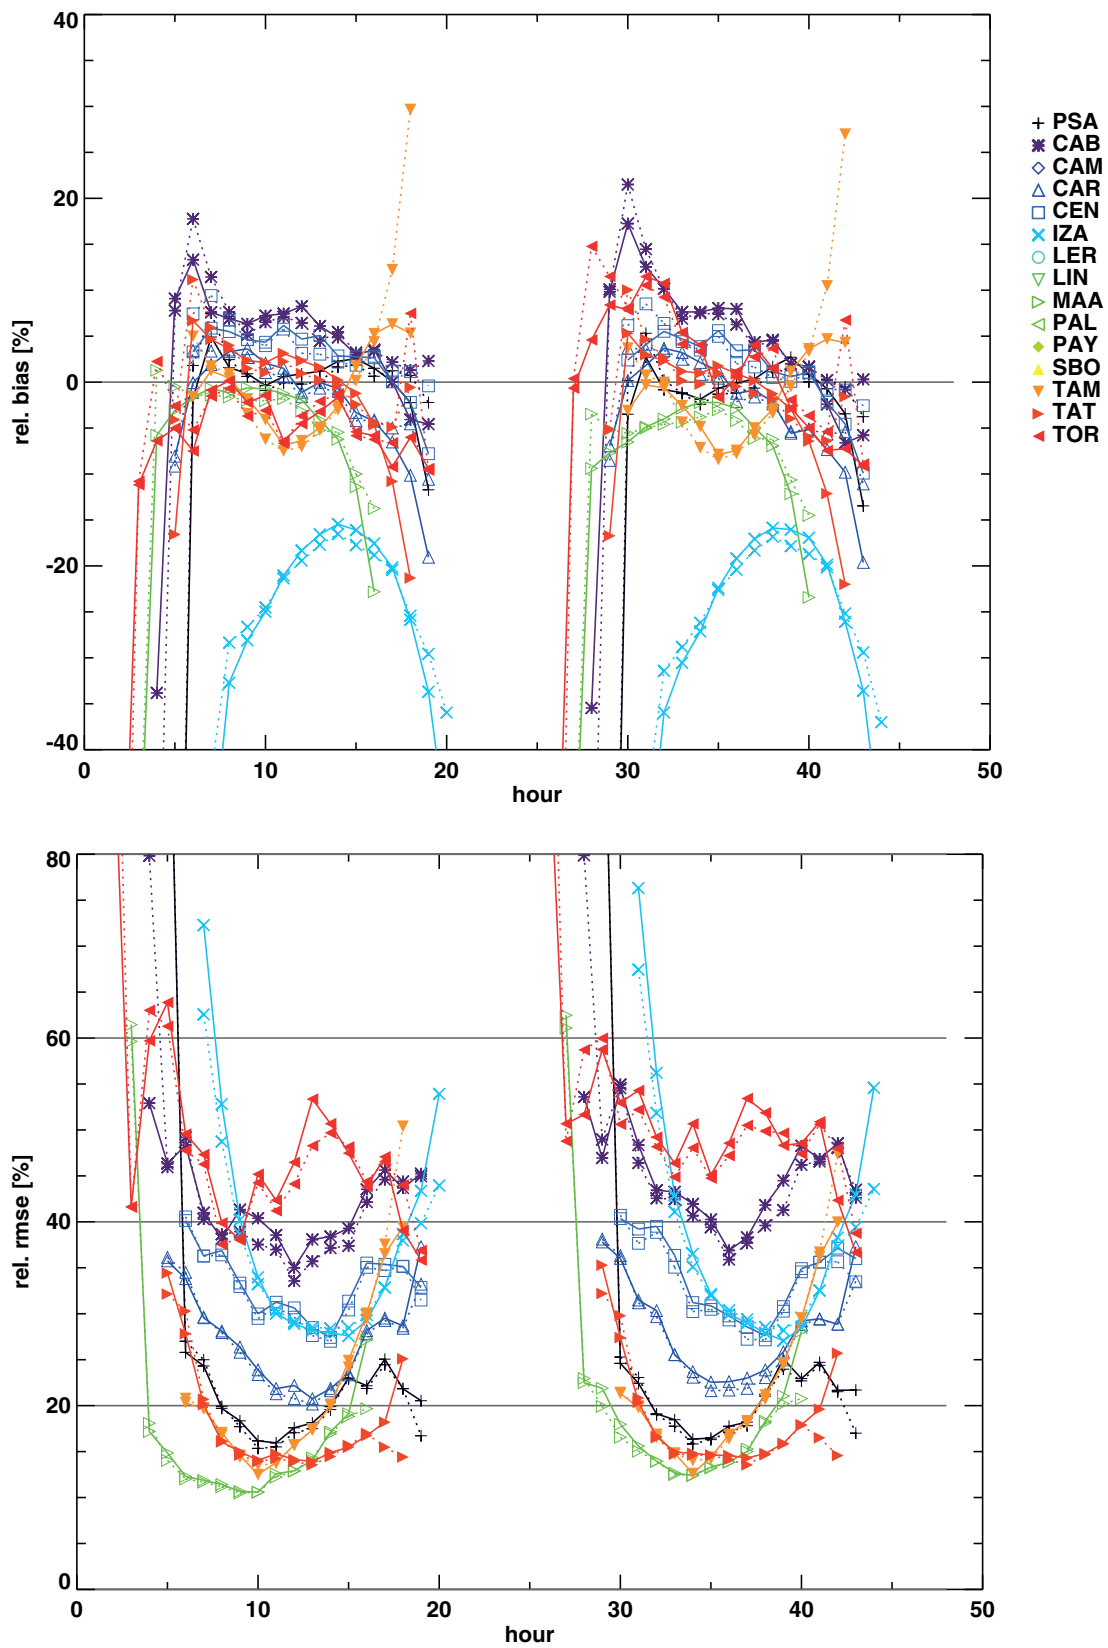 40
20
0
-20
-40
rel. bias [%]
0 10 20 30 40 50
hour
PSA
CAB
CAM
CAR
CEN
IZA
LER
LIN
MAA
PAL
PAY
SBO
TAM
TAT
TOR
80
60
40
20
0
rel. rmse [%]
0 10 20 30 40 50
hour